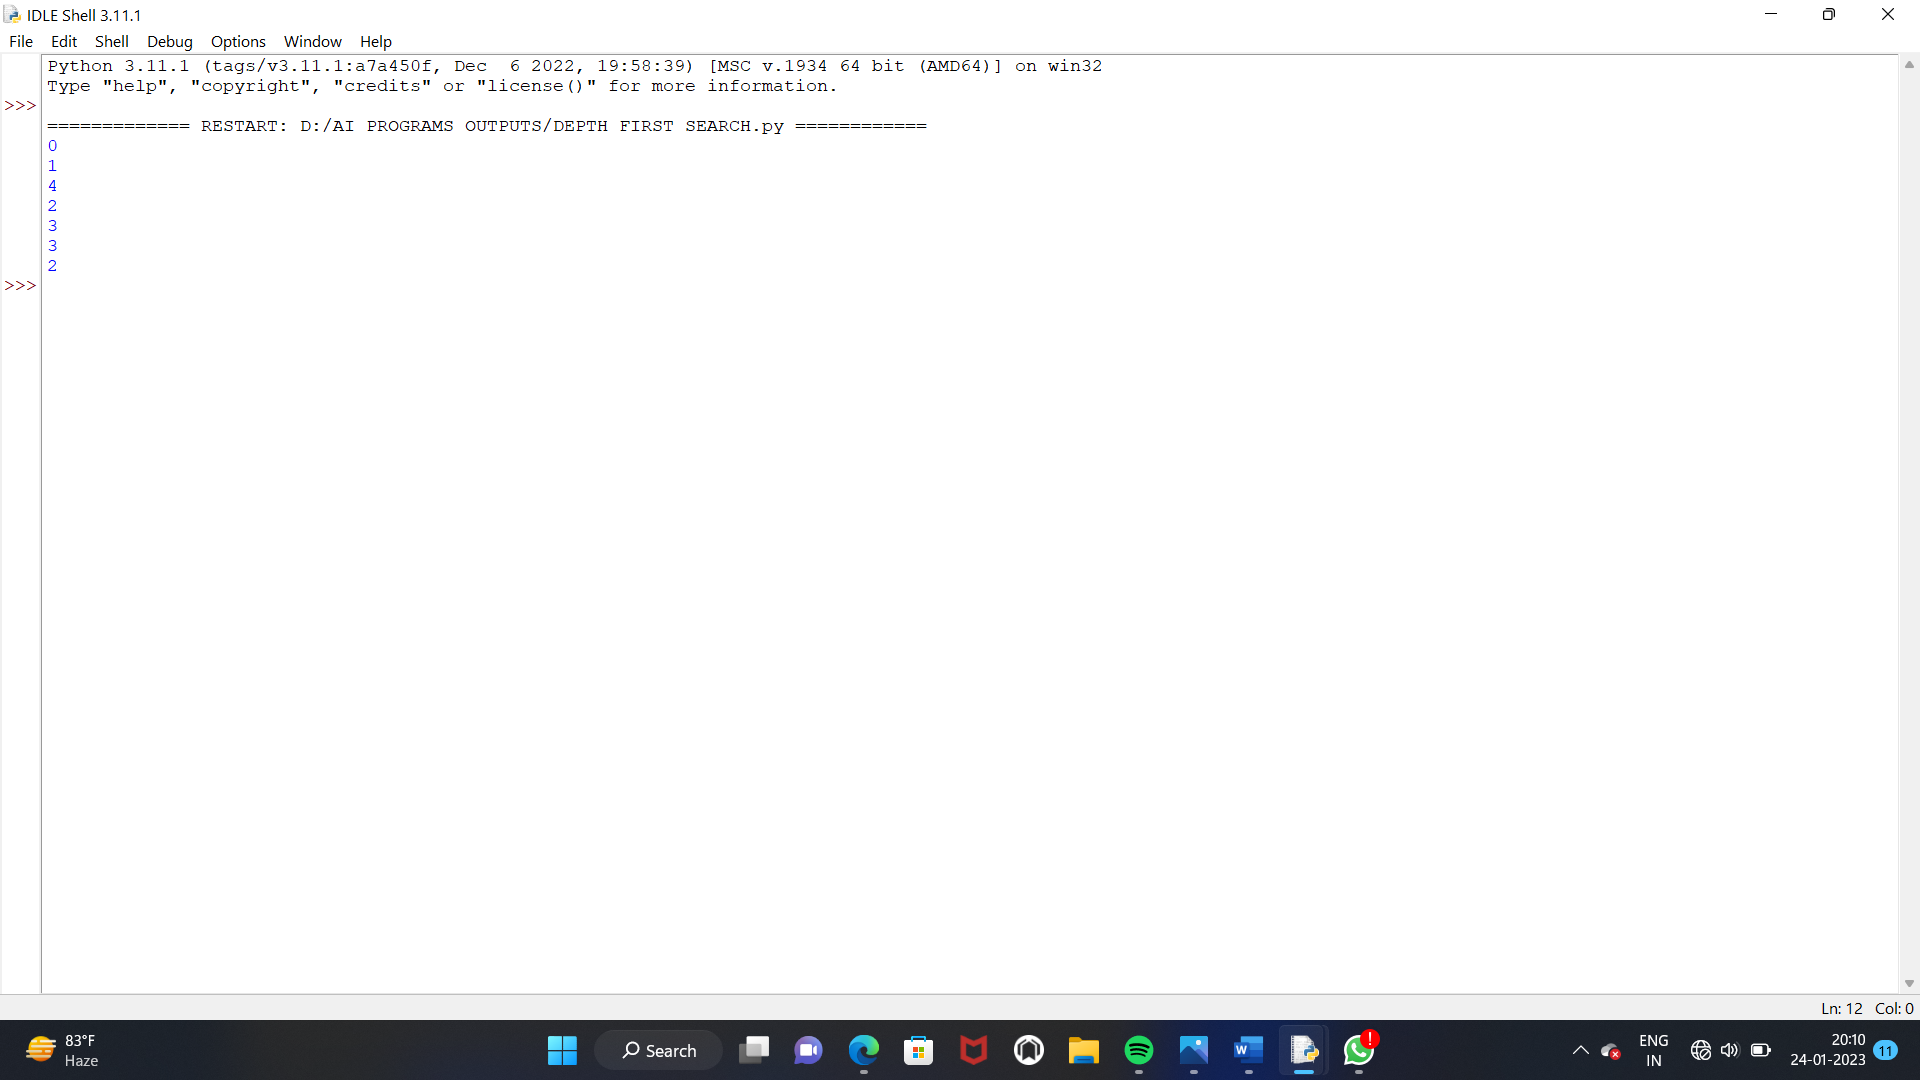 IDLE Shell 3.11.1
File Edit Shell Debug Options Window Help
Python 3.11.1 (tags/v3.11.1:a7a450f, Dec  6 2022, 19:58:39) [MSC v.1934 64 bit (AMD64)] on win32
Type "help", "copyright", "credits" or "license()" for more information.
>>>
============= RESTART: D:/AI PROGRAMS OUTPUTS/DEPTH FIRST SEARCH.py ============
0
1
4
2
3
3
2
>>>
Ln: 12 Col: 0
83°F
Haze
Search
W
!
ENG
IN
20:10
24-01-2023
11